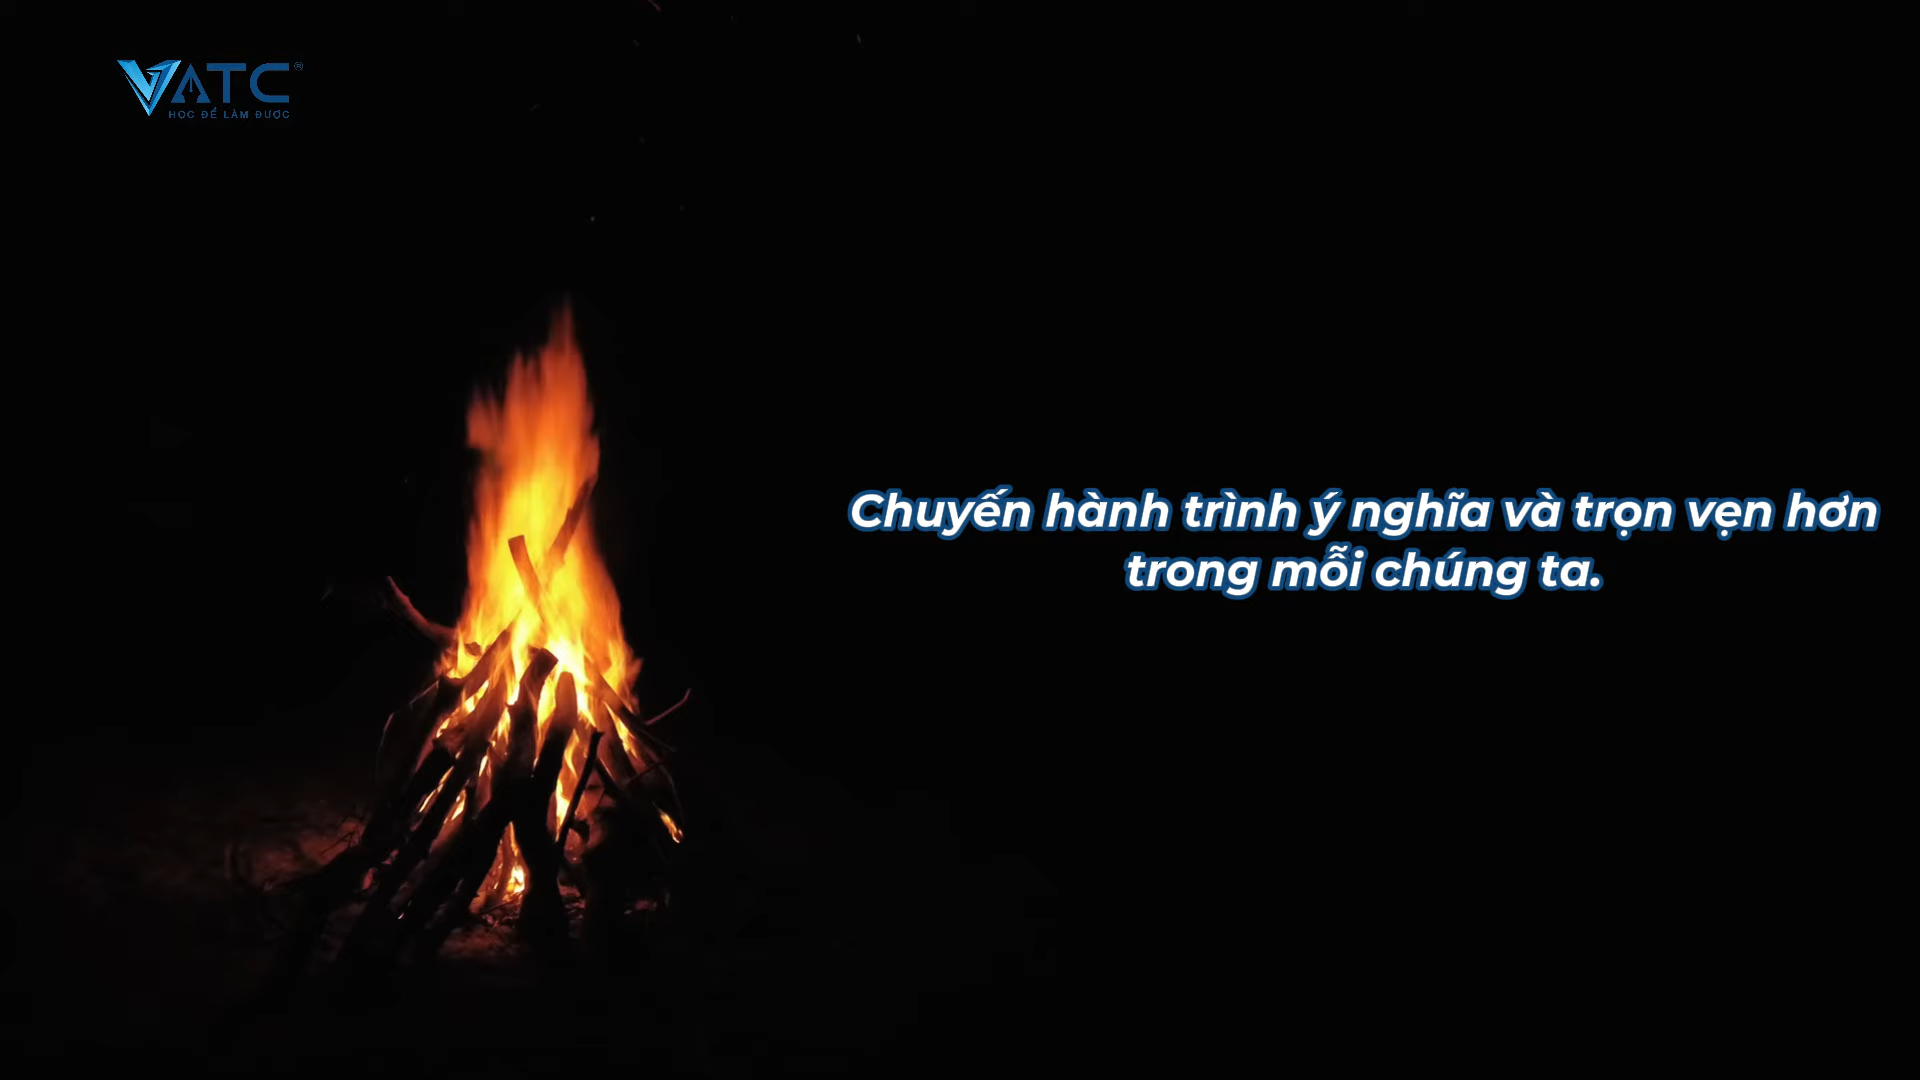 VATC®
HỌC ĐỂ LÀM ĐƯỢC
Chuyến hành trình ý nghĩa và trọn vẹn hơn
trong mỗi chúng ta.